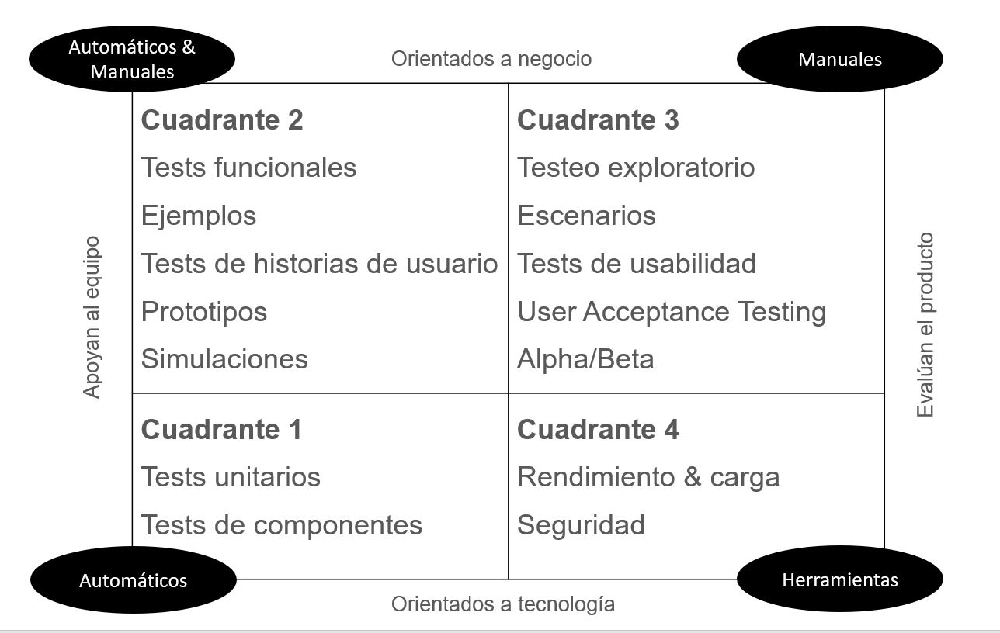 Automáticos &
Manuales
Orientados a negocio
Manuales
Cuadrante 2
Tests funcionales
Ejemplos
Tests de historias de usuario
Prototipos
Simulaciones
Cuadrante 3
Testeo exploratorio
Escenarios
Tests de usabilidad
User Acceptance Testing
Alpha/Beta
Apoyan al equipo
Evalúan el producto
Cuadrante 1
Tests unitarios
Tests de componentes
Cuadrante 4
Rendimiento & carga
Seguridad
Automáticos
Orientados a tecnología
Herramientas